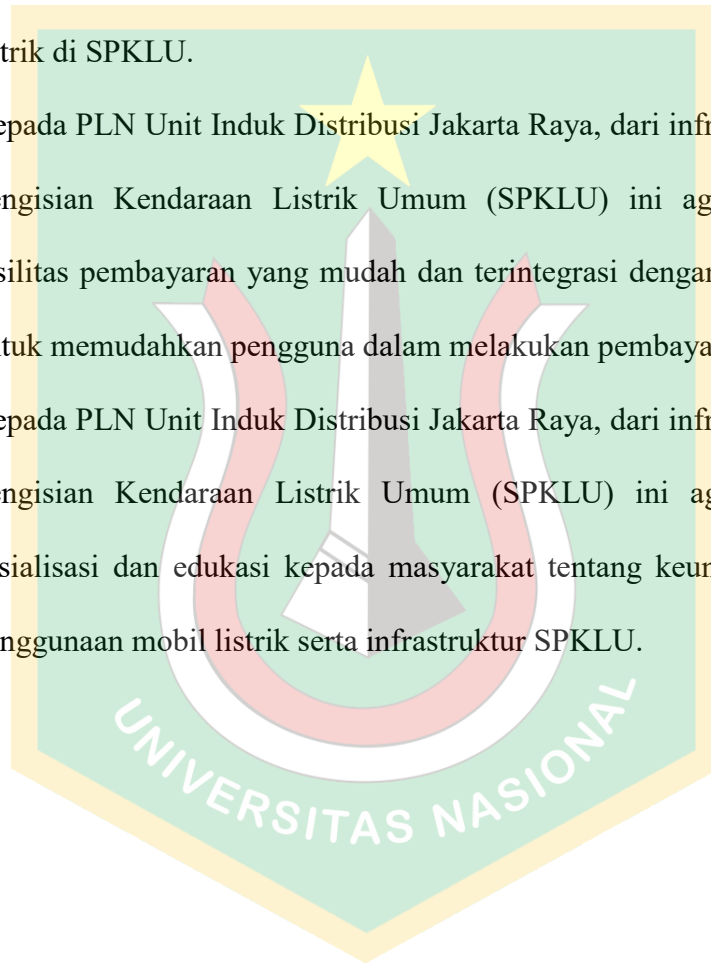 trik di SPKLU.
epada PLN Unit Induk Distribusi Jakarta Raya, dari infr
engisian Kendaraan Listrik Umum (SPKLU) ini ag
silitas pembayaran yang mudah dan terintegrasi dengan
tuk memudahkan pengguna dalam melakukan pembaya
epada PLN Unit Induk Distribusi Jakarta Raya, dari infr
engisian Kendaraan Listrik Umum (SPKLU) ini ag
sialisasi dan edukasi kepada masyarakat tentang keun
nggunaan mobil listrik serta infrastruktur SPKLU.
UNIVERSITAS NASIONAL